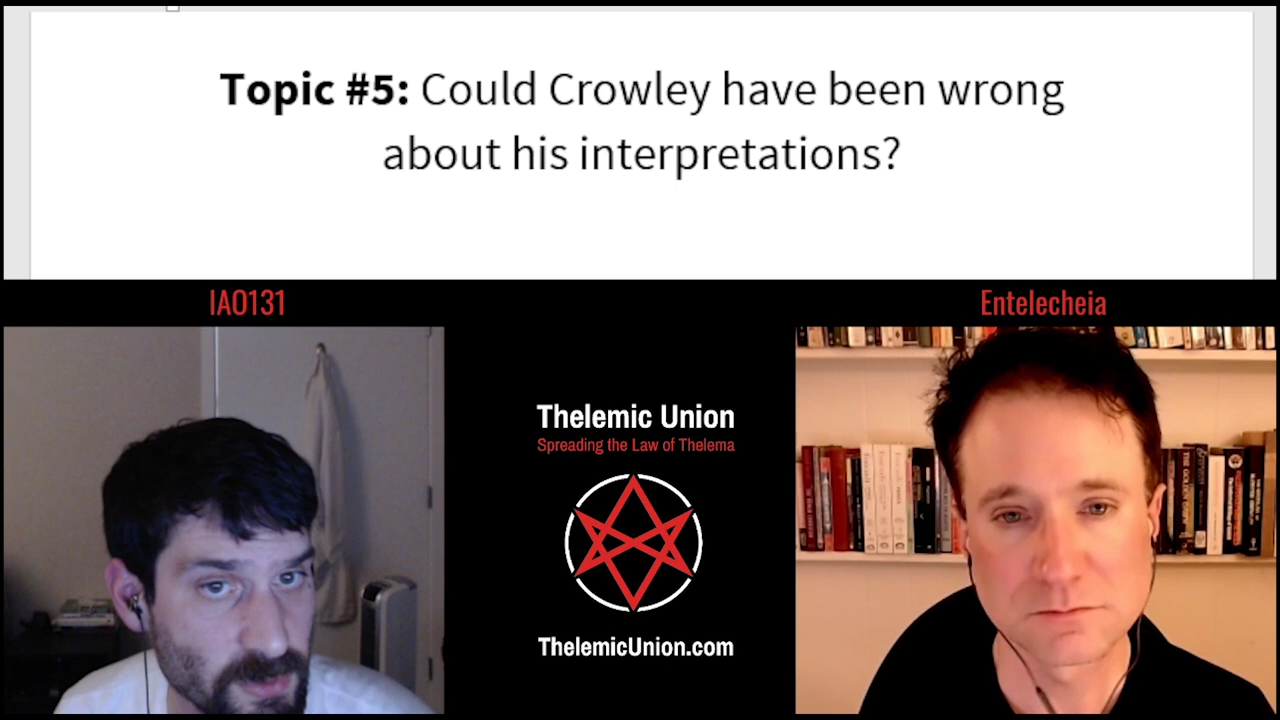 Topic #5: Could Crowley have been wrong
about his interpretations?
IAO131
Entelecheia
Thelemic Union
Spreading the Law of Thelema
ThelemicUnion.com